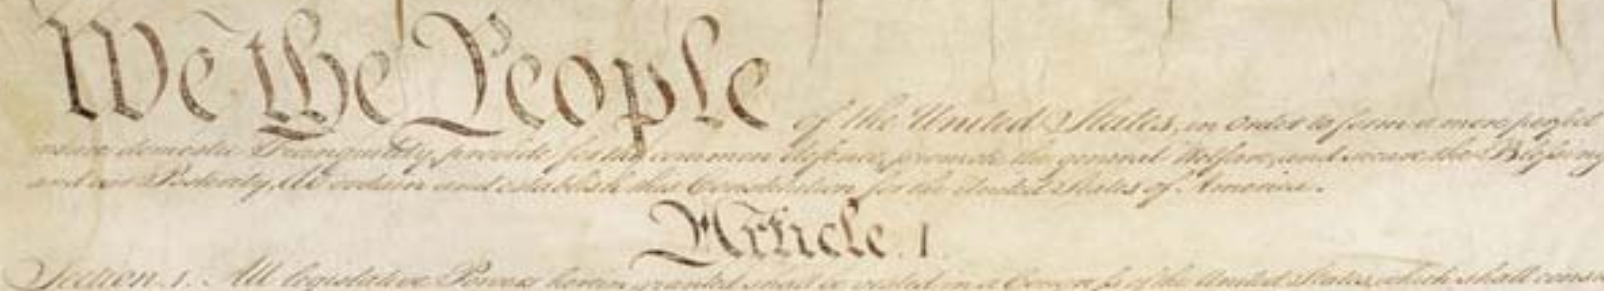 We the People of the United States, in Order to form a more perfect
insure domestic Tranquility, provide for the common defence, promote the general Welfare, and secure the Blessing
and our Posterity, do ordain and establish this Constitution for the United States of America.
Article. I.
Section. 1. All legislative Powers herein granted shall be vested in a Congress of the United States, which shall consi